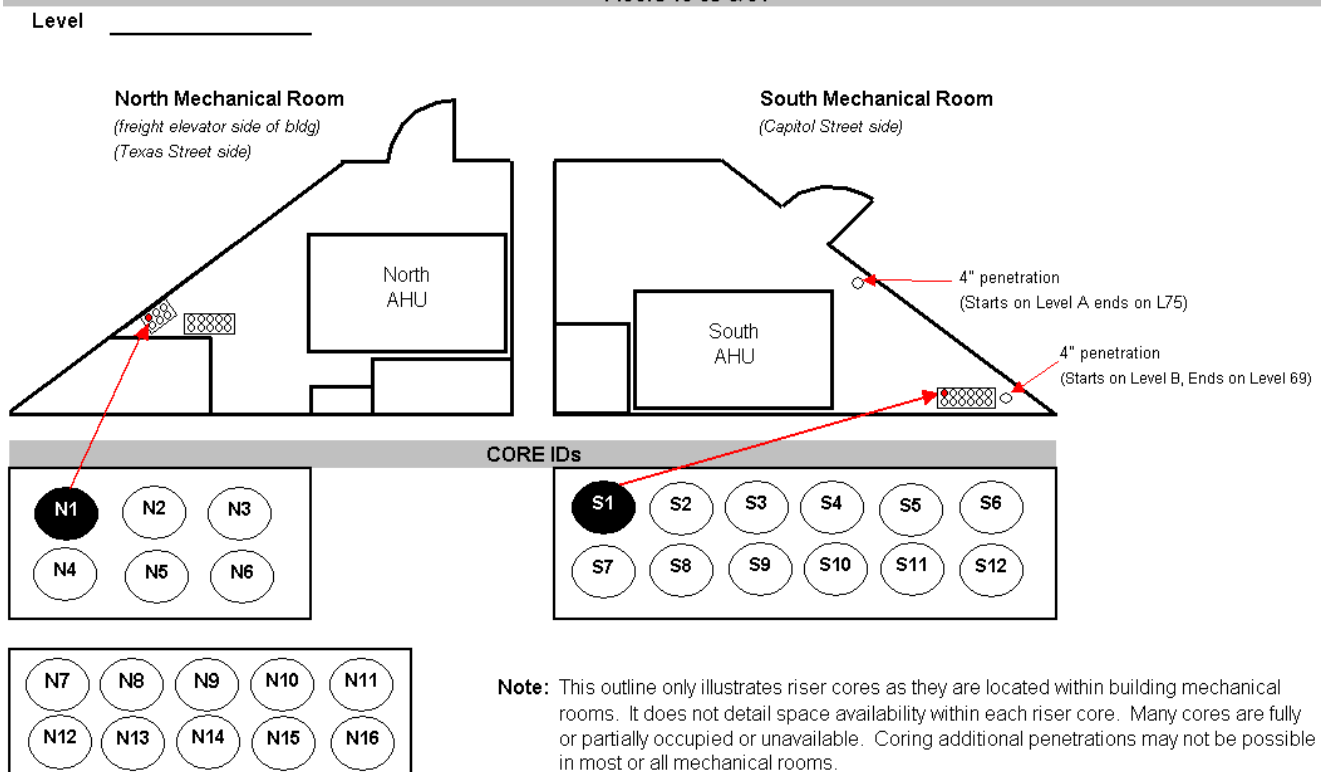 Level
North Mechanical Room
(freight elevator side of bldg)
(Texas Street side)
South Mechanical Room
(Capitol Street side)
North
AHU
South
AHU
4" penetration
(Starts on Level A ends on L75)
4" penetration
(Starts on Level B, Ends on Level 69)
CORE IDs
N1 N2 N3
N4 N5 N6
S1 S2 S3 S4 S5 S6
S7 S8 S9 S10 S11 S12
N7 N8 N9 N10 N11
N12 N13 N14 N15 N16
Note: This outline only illustrates riser cores as they are located within building mechanical
rooms. It does not detail space availability within each riser core. Many cores are fully
or partially occupied or unavailable. Coring additional penetrations may not be possible
in most or all mechanical rooms.